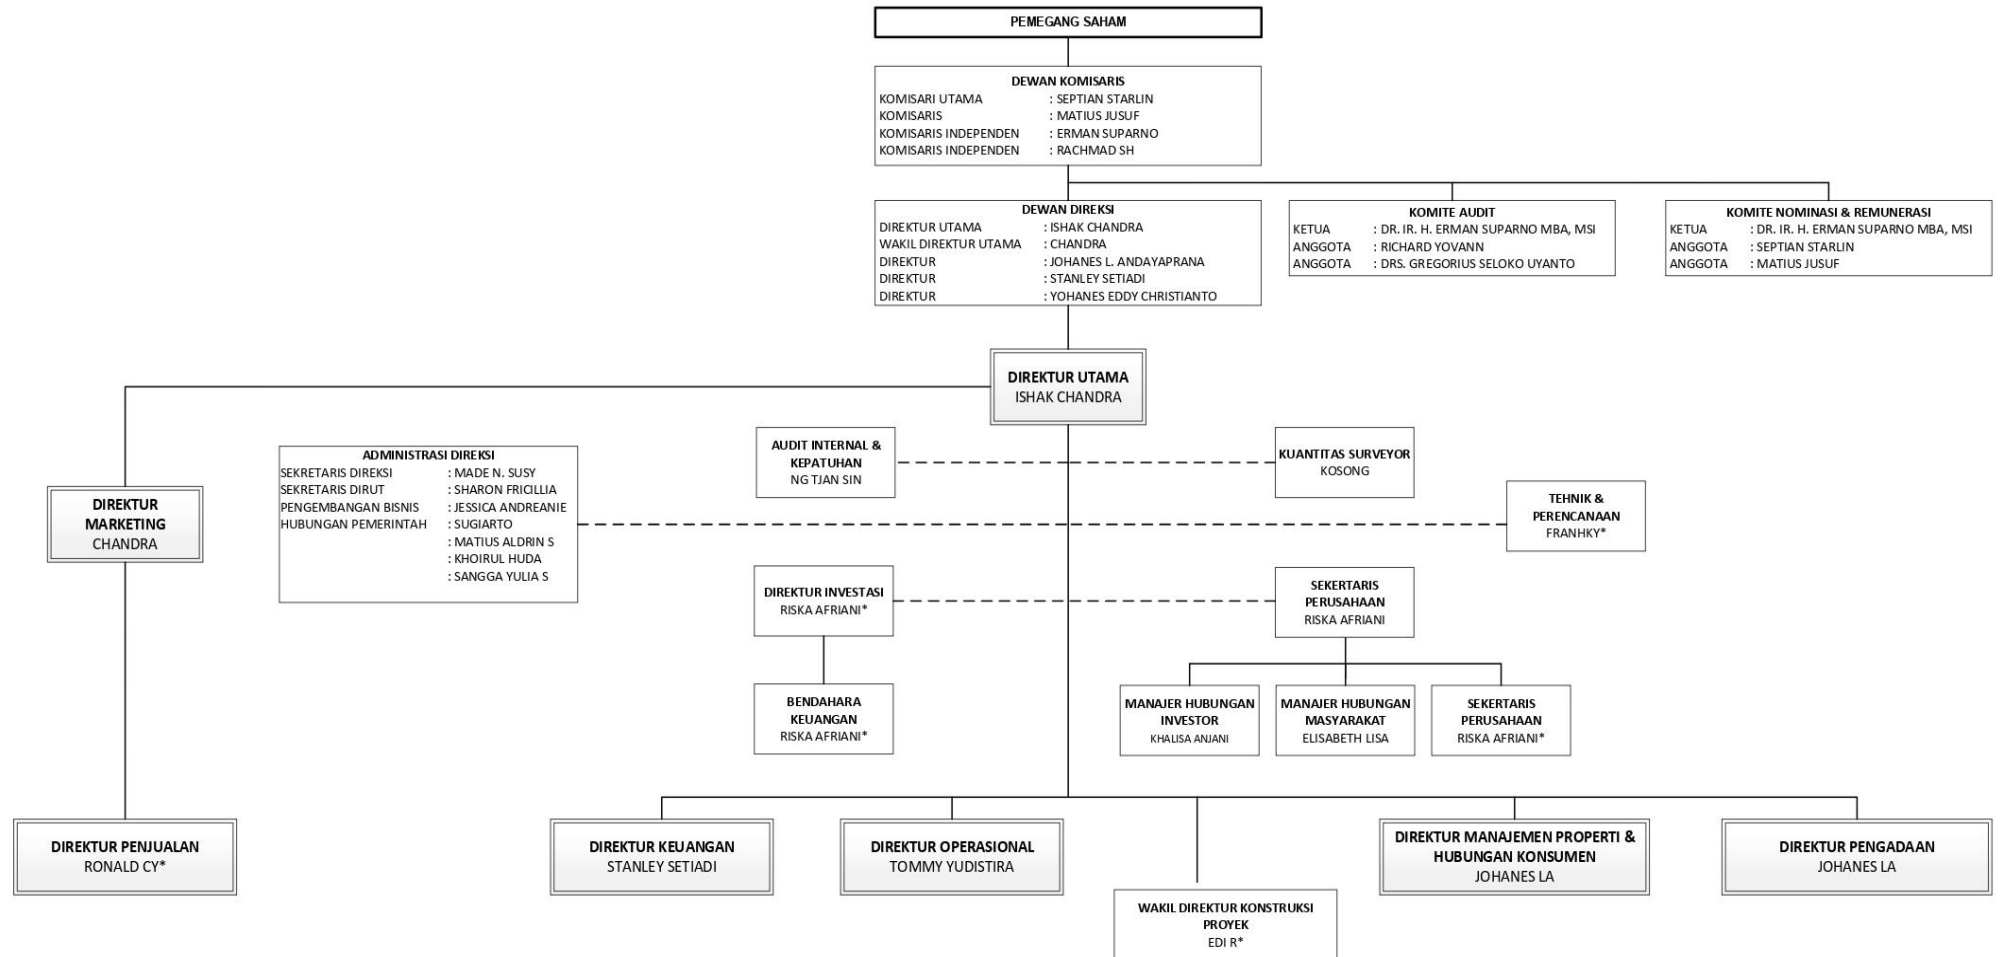 PEMEGANG SAHAM
DEWAN KOMISARIS
KOMISARI UTAMA : SEPTIAN STARLIN
KOMISARIS : MATIUS JUSUF
KOMISARIS INDEPENDEN : ERMAN SUPARNO
KOMISARIS INDEPENDEN : RACHMAD SH
DEWAN DIREKSI
DIREKTUR UTAMA : ISHAK CHANDRA
WAKIL DIREKTUR UTAMA : CHANDRA
DIREKTUR : JOHANES L. ANDAYAPRANA
DIREKTUR : STANLEY SETIADI
DIREKTUR : YOHANES EDDY CHRISTIANTO
KOMITE AUDIT
KETUA : DR. IR. H. ERMAN SUPARNO MBA, MSI
ANGGOTA : RICHARD YOVANN
ANGGOTA : DRS. GREGORIUS SELOKO UYANTO
KOMITE NOMINASI & REMUNERASI
KETUA : DR. IR. H. ERMAN SUPARNO MBA, MSI
ANGGOTA : SEPTIAN STARLIN
ANGGOTA : MATIUS JUSUF
DIREKTUR UTAMA
ISHAK CHANDRA
DIREKTUR
MARKETING
CHANDRA
ADMINISTRASI DIREKSI
SEKRETARIS DIREKSI : MADE N. SUSY
SEKRETARIS DIRUT : SHARON FRICILLIA
PENGEMBANGAN BISNIS : JESSICA ANDREANIE
HUBUNGAN PEMERINTAH : SUGIARTO
: MATIUS ALDRIN S
: KHOIRUL HUDA
: SANGGA YULIA S
AUDIT INTERNAL &
KEPATUHAN
NG TJAN SIN
KUANTITAS SURVEYOR
KOSONG
TEHNIK &
PERENCANAAN
FRANHKY*
DIREKTUR INVESTASI
RISKA AFRIANI*
SEKERTARIS
PERUSAHAAN
RISKA AFRIANI
BENDAHARA
KEUANGAN
RISKA AFRIANI*
MANAJER HUBUNGAN
INVESTOR
KHALISA ANJANI
MANAJER HUBUNGAN
MASYARAKAT
ELISABETH LISA
SEKERTARIS
PERUSAHAAN
RISKA AFRIANI*
DIREKTUR PENJUALAN
RONALD CY*
DIREKTUR KEUANGAN
STANLEY SETIADI
DIREKTUR OPERASIONAL
TOMMY YUDISTIRA
WAKIL DIREKTUR KONSTRUKSI
PROYEK
EDI R*
DIREKTUR MANAJEMEN PROPERTI &
HUBUNGAN KONSUMEN
JOHANES LA
DIREKTUR PENGADAAN
JOHANES LA